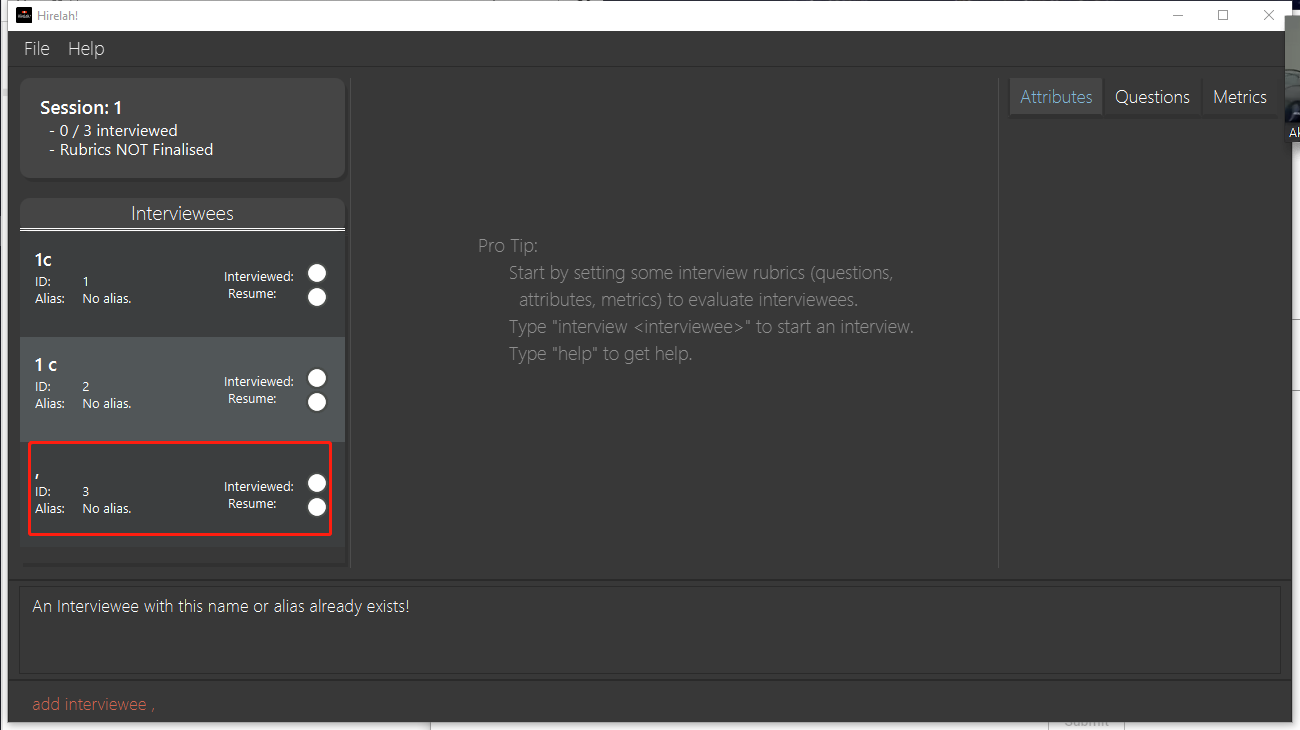 Hirelah!
File Help
Session: 1
- 0 / 3 interviewed
- Rubrics NOT Finalised
Interviewees
1c
ID: 1
Alias: No alias.
Interviewed:
Resume:
1 c
ID: 2
Alias: No alias.
Interviewed:
Resume:
,
ID: 3
Alias: No alias.
Interviewed:
Resume:
Pro Tip:
Start by setting some interview rubrics (questions,
attributes, metrics) to evaluate interviewees.
Type "interview <interviewee>" to start an interview.
Type "help" to get help.
Attributes Questions Metrics
An Interviewee with this name or alias already exists!
add interviewee ,
Submit